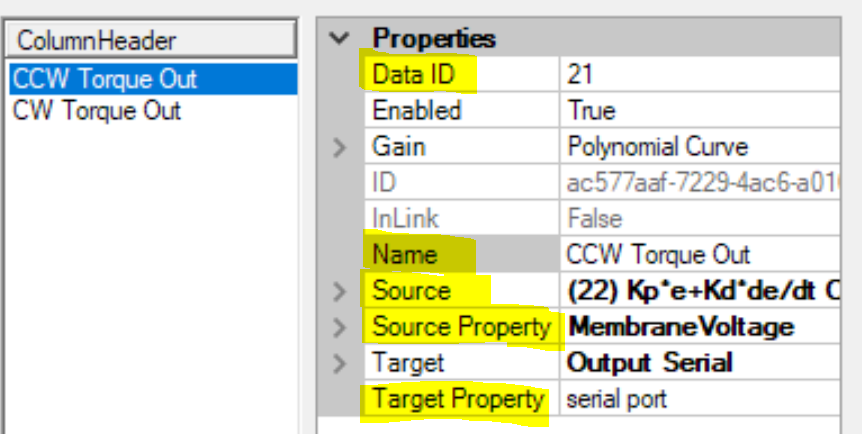 ColumnHeader
CCW Torque Out
CW Torque Out
Properties
Data ID 21
Enabled True
Gain Polynomial Curve
ID ac577aaf-7229-4ac6-a01
InLink False
Name CCW Torque Out
Source (22) Kp*e+Kd*de/dt C
Source Property MembraneVoltage
Target Output Serial
Target Property serial port